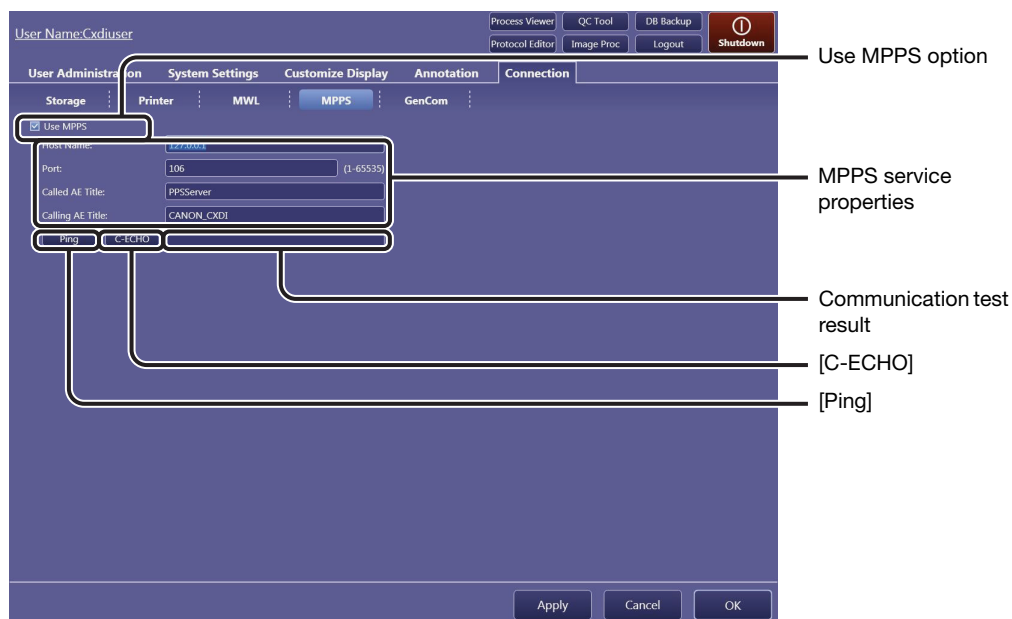 User Name:Cxdiuser
Process Viewer QC Tool DB Backup
Protocol Editor Image Proc Logout Shutdown
User Administration System Settings Customize Display Annotation Connection
Storage Printer MWL MPPS GenCom
Use MPPS
Host Name: 127.0.0.1
Port: 106 (1-65535)
Called AE Title: PPSServer
Calling AE Title: CANON_CXDI
Ping C-ECHO
Apply Cancel OK
Use MPPS option
MPPS service
properties
Communication test
result
[C-ECHO]
[Ping]